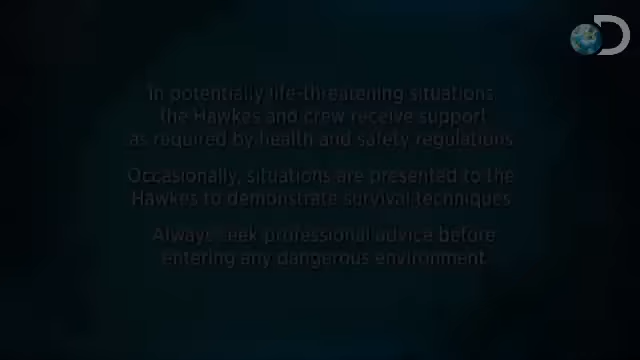 In potentially life-threatening situations
the Hawkes and crew receive support
as required by health and safety regulations
Occasionally, situations are presented to the
Hawkes to demonstrate survival techniques
Always seek professional advice before
entering any dangerous environment